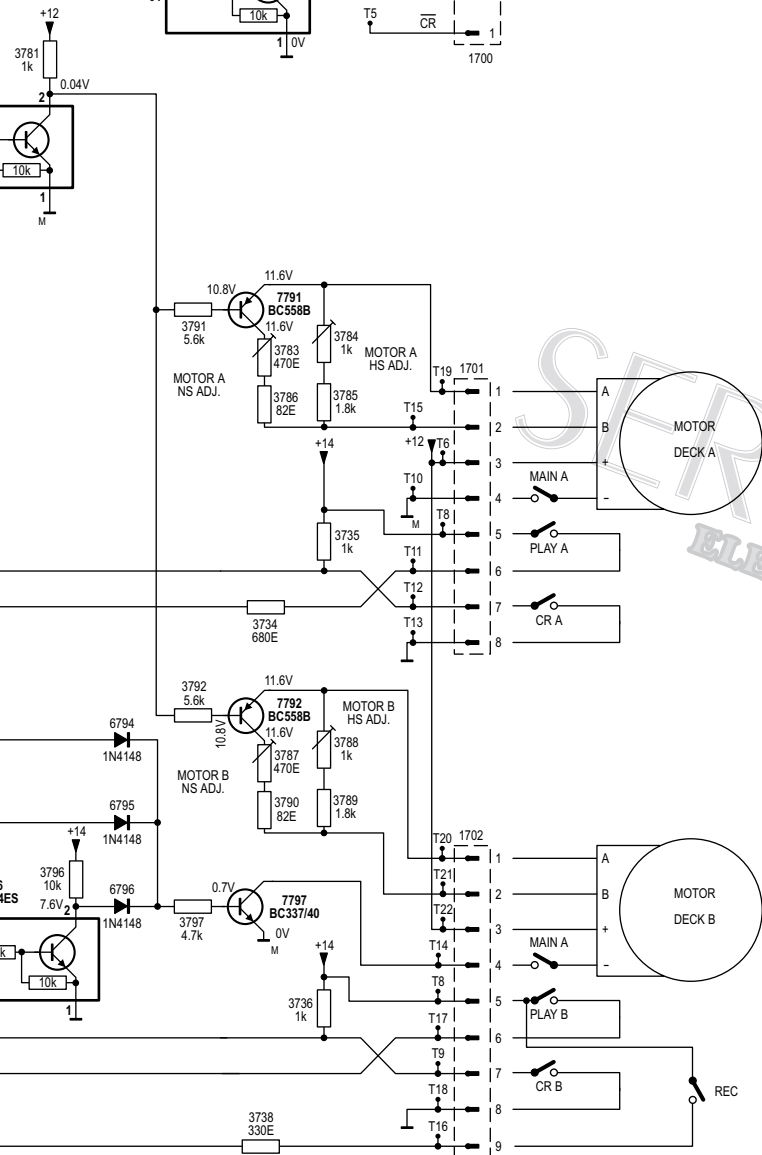 +12
3781
1k
0.04V
2
10k
1
M
10k
1
0V
T5
CR
1
1700
10.8V
11.6V
7791
BC558B
11.6V
3791
5.6k
3783
470E
3784
1k
MOTOR A
HS ADJ.
MOTOR A
NS ADJ.
3786
82E
3785
1.8k
T19
1701
1
A
T15
2
B
MOTOR
DECK A
+14
+12
T6
3
+
T10
4
MAIN A
-
M
T8
5
PLAY A
3735
1k
T11
6
T12
7
CR A
3734
680E
T13
8
SER
ELE
3792
5.6k
11.6V
7792
BC558B
10.8V
11.6V
MOTOR B
HS ADJ.
3787
470E
3788
1k
6794
1N4148
MOTOR B
NS ADJ.
3790
82E
3789
1.8k
6795
1N4148
+14
T20
1702
1
A
3796
10k
T21
2
B
MOTOR
DECK B
4ES
7.6V
2
6796
1N4148
0.7V
7797
BC337/40
3797
4.7k
T22
3
+
0V
M
+14
T14
4
MAIN A
-
k
10k
1
T8
5
PLAY B
3736
1k
T17
6
T9
7
CR B
REC
T18
8
3738
330E
T16
9